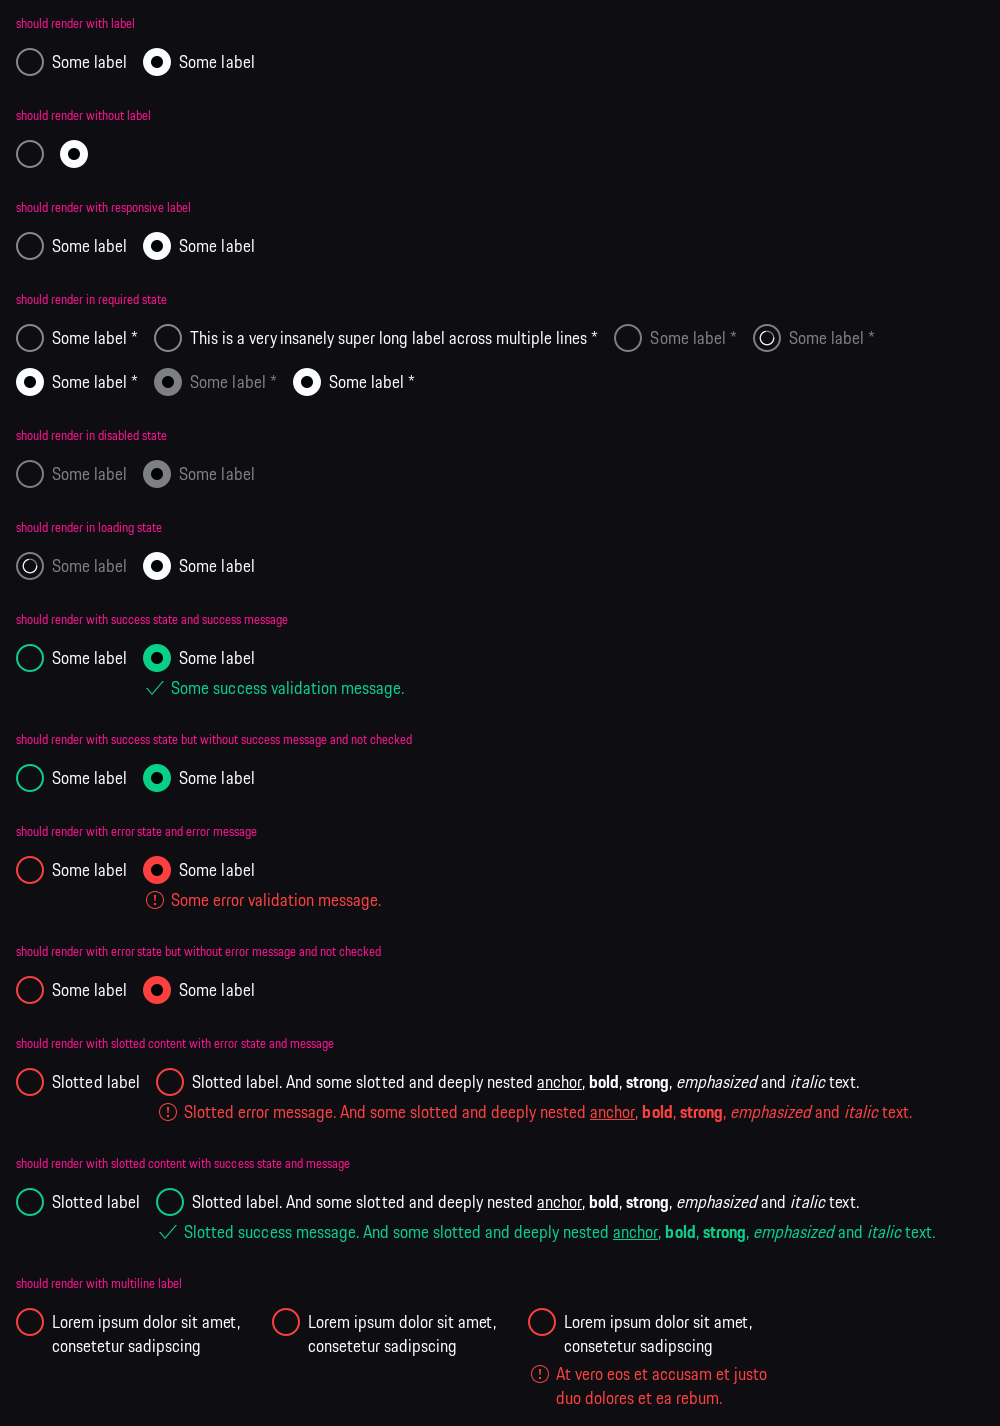 should render with label
Some label Some label
should render without label
should render with responsive label
Some label Some label
should render in required state
Some label * This is a very insanely super long label across multiple lines * Some label * Some label *
Some label * Some label * Some label *
should render in disabled state
Some label Some label
should render in loading state
Some label Some label
should render with success state and success message
Some label Some label
Some success validation message.
should render with success state but without success message and not checked
Some label Some label
should render with error state and error message
Some label Some label
Some error validation message.
should render with error state but without error message and not checked
Some label Some label
should render with slotted content with error state and message
Slotted label Slotted label. And some slotted and deeply nested anchor, bold, strong, emphasized and italic text.
Slotted error message. And some slotted and deeply nested anchor, bold, strong, emphasized and italic text.
should render with slotted content with success state and message
Slotted label Slotted label. And some slotted and deeply nested anchor, bold, strong, emphasized and italic text.
Slotted success message. And some slotted and deeply nested anchor, bold, strong, emphasized and italic text.
should render with multiline label
Lorem ipsum dolor sit amet,
consetetur sadipscing
Lorem ipsum dolor sit amet,
consetetur sadipscing
Lorem ipsum dolor sit amet,
consetetur sadipscing
At vero eos et accusam et justo
duo dolores et ea rebum.